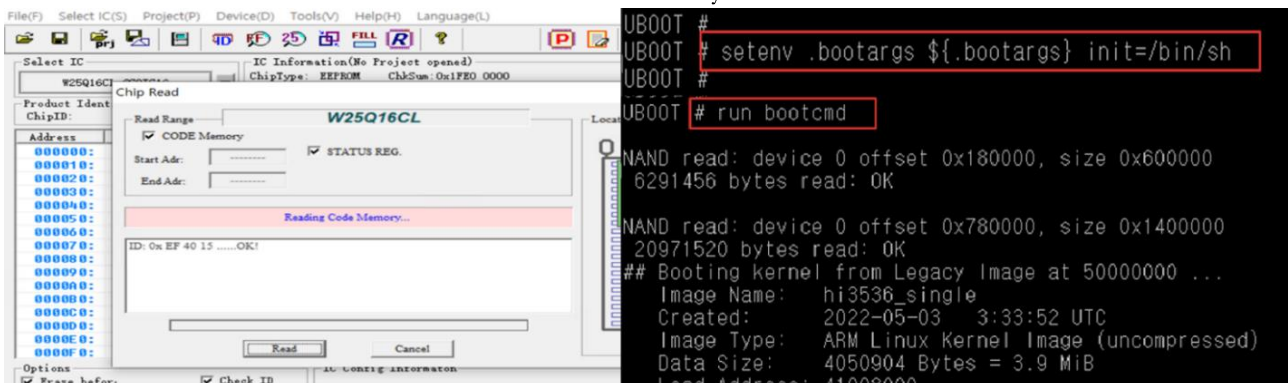 File(F) Select IC(S) Project(P) Device(D) Tools(V) Help(H) Language(L)
Select IC
IC Information(No Project opened)
ChipType: EEPROM ChkSum:0x1FE0 0000
W25Q16CL
Product Ident
ChipID:
Address
000000:
000010:
000020:
000030:
000040:
000050:
000060:
000070:
000080:
000090:
0000A0:
0000B0:
0000C0:
0000D0:
0000E0:
0000F0:
Options
Check ID
IC Config Informaton
Chip Read
Read Range
W25Q16CL
CODE Memory
Start Adr: --------
STATUS REG.
End Adr: --------
Reading Code Memory...
ID: 0x EF 40 15 ......OK!
Read Cancel
UBOOT #
UBOOT # setenv .bootargs ${.bootargs} init=/bin/sh
UBOOT #
UBOOT # run bootcmd
NAND read: device 0 offset 0x180000, size 0x600000
6291456 bytes read: OK
NAND read: device 0 offset 0x780000, size 0x1400000
20971520 bytes read: OK
## Booting kernel from Legacy Image at 50000000 ...
Image Name: hi3536_single
Created: 2022-05-03 3:33:52 UTC
Image Type: ARM Linux Kernel Image (uncompressed)
Data Size: 4050904 Bytes = 3.9 MiB